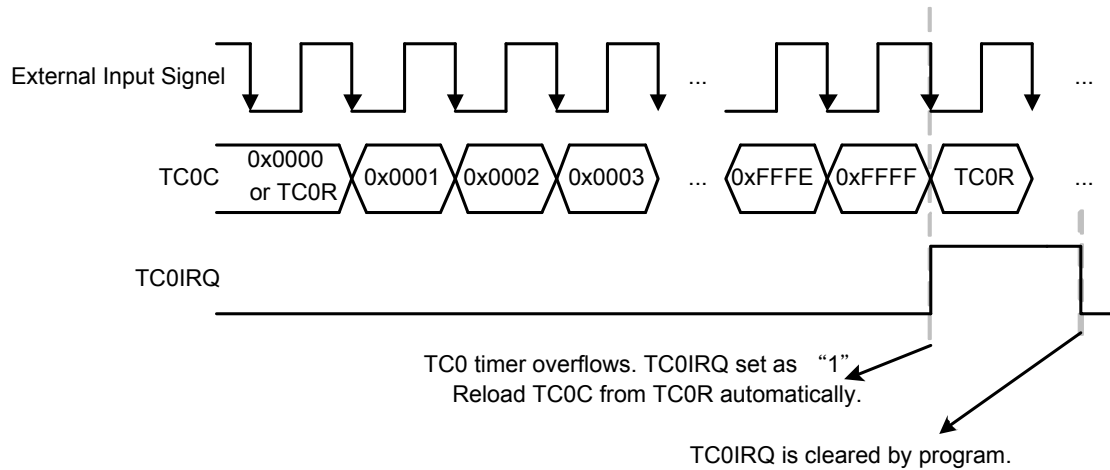 External Input Signel
...
...
TC0C
0x0000
or TC0R
0x0001
0x0002
0x0003
...
0xFFFE
0xFFFF
TC0R
...
TC0IRQ
TC0 timer overflows. TC0IRQ set as “1”
Reload TC0C from TC0R automatically.
TC0IRQ is cleared by program.